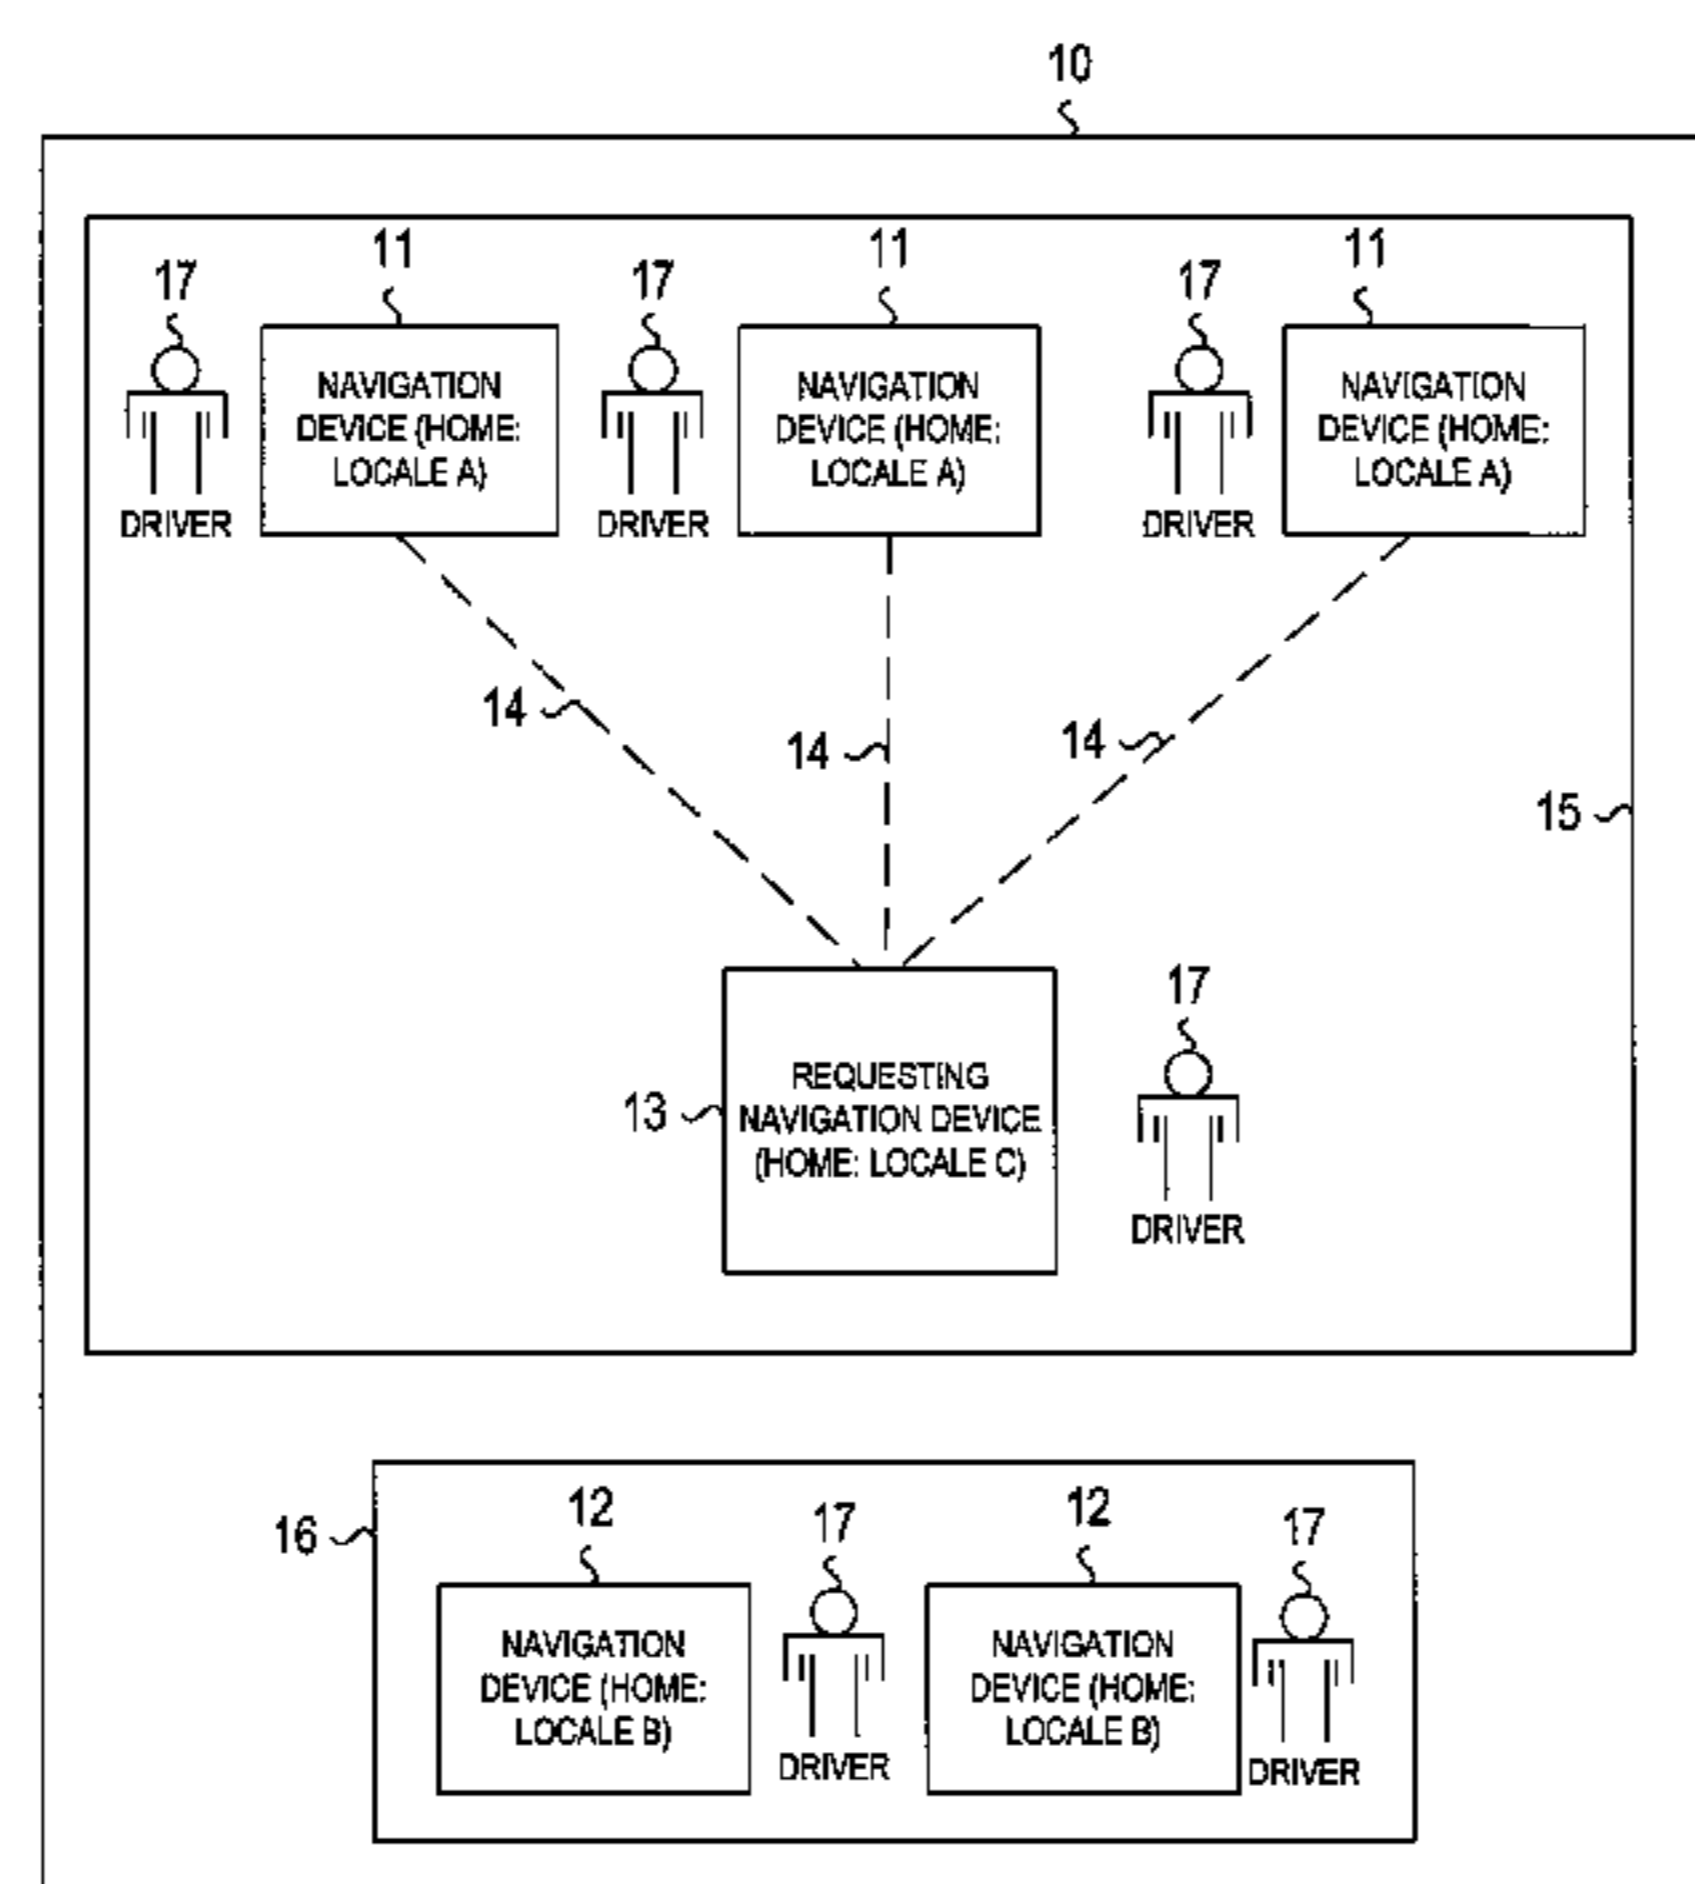 10
11 11 11
17 17 17
NAVIGATION NAVIGATION NAVIGATION
DEVICE (HOME: DEVICE (HOME: DEVICE (HOME:
LOCALE A) LOCALE A) LOCALE A)
DRIVER DRIVER DRIVER
14 14 14
15
17
REQUESTING
13 NAVIGATION DEVICE
(HOME: LOCALE C)
DRIVER
12 17 12 17
16
NAVIGATION NAVIGATION
DEVICE (HOME: DEVICE (HOME:
LOCALE B) LOCALE B)
DRIVER DRIVER